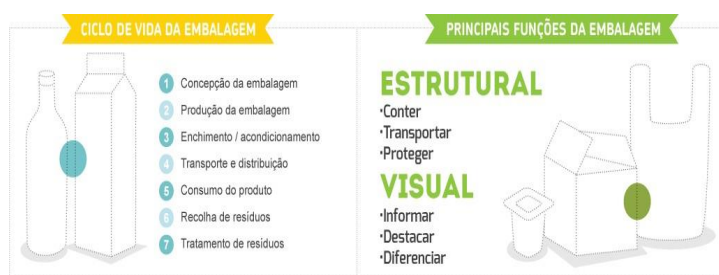 CICLO DE VIDA DA EMBALAGEM
1 Concepção da embalagem
2 Produção da embalagem
3 Enchimento / acondicionamento
4 Transporte e distribuição
5 Consumo do produto
6 Recolha de resíduos
7 Tratamento de resíduos
PRINCIPAIS FUNÇÕES DA EMBALAGEM
ESTRUTURAL
·Conter
·Transportar
·Proteger
VISUAL
·Informar
·Destacar
·Diferenciar